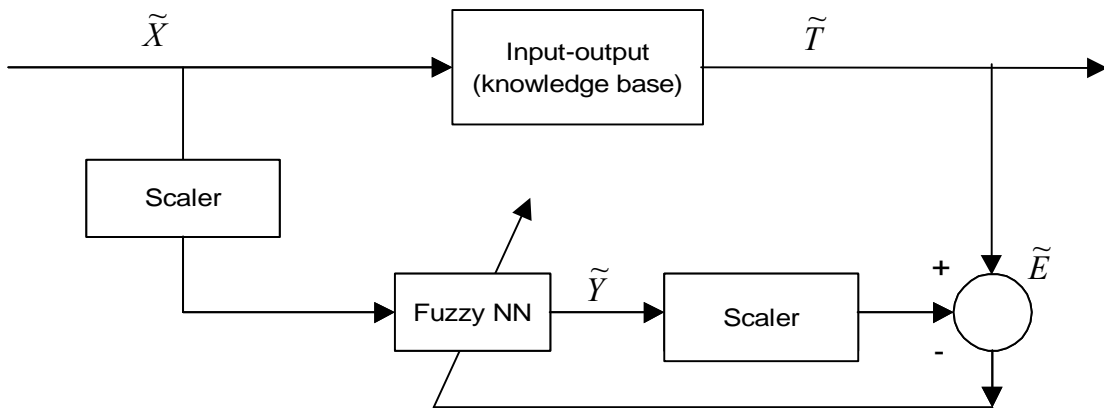 X̃
Input-output
(knowledge base)
T̃
Scaler
Fuzzy NN
Ỹ
Scaler
+
Ẽ
-